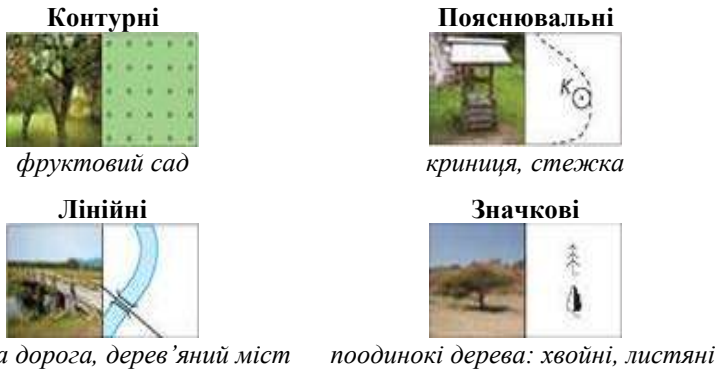 Контурні
Пояснювальні
К
фруктовий сад
криниця, стежка
Лінійні
Значкові
а дорога, дерев’яний міст
поодинокі дерева: хвойні, листяні